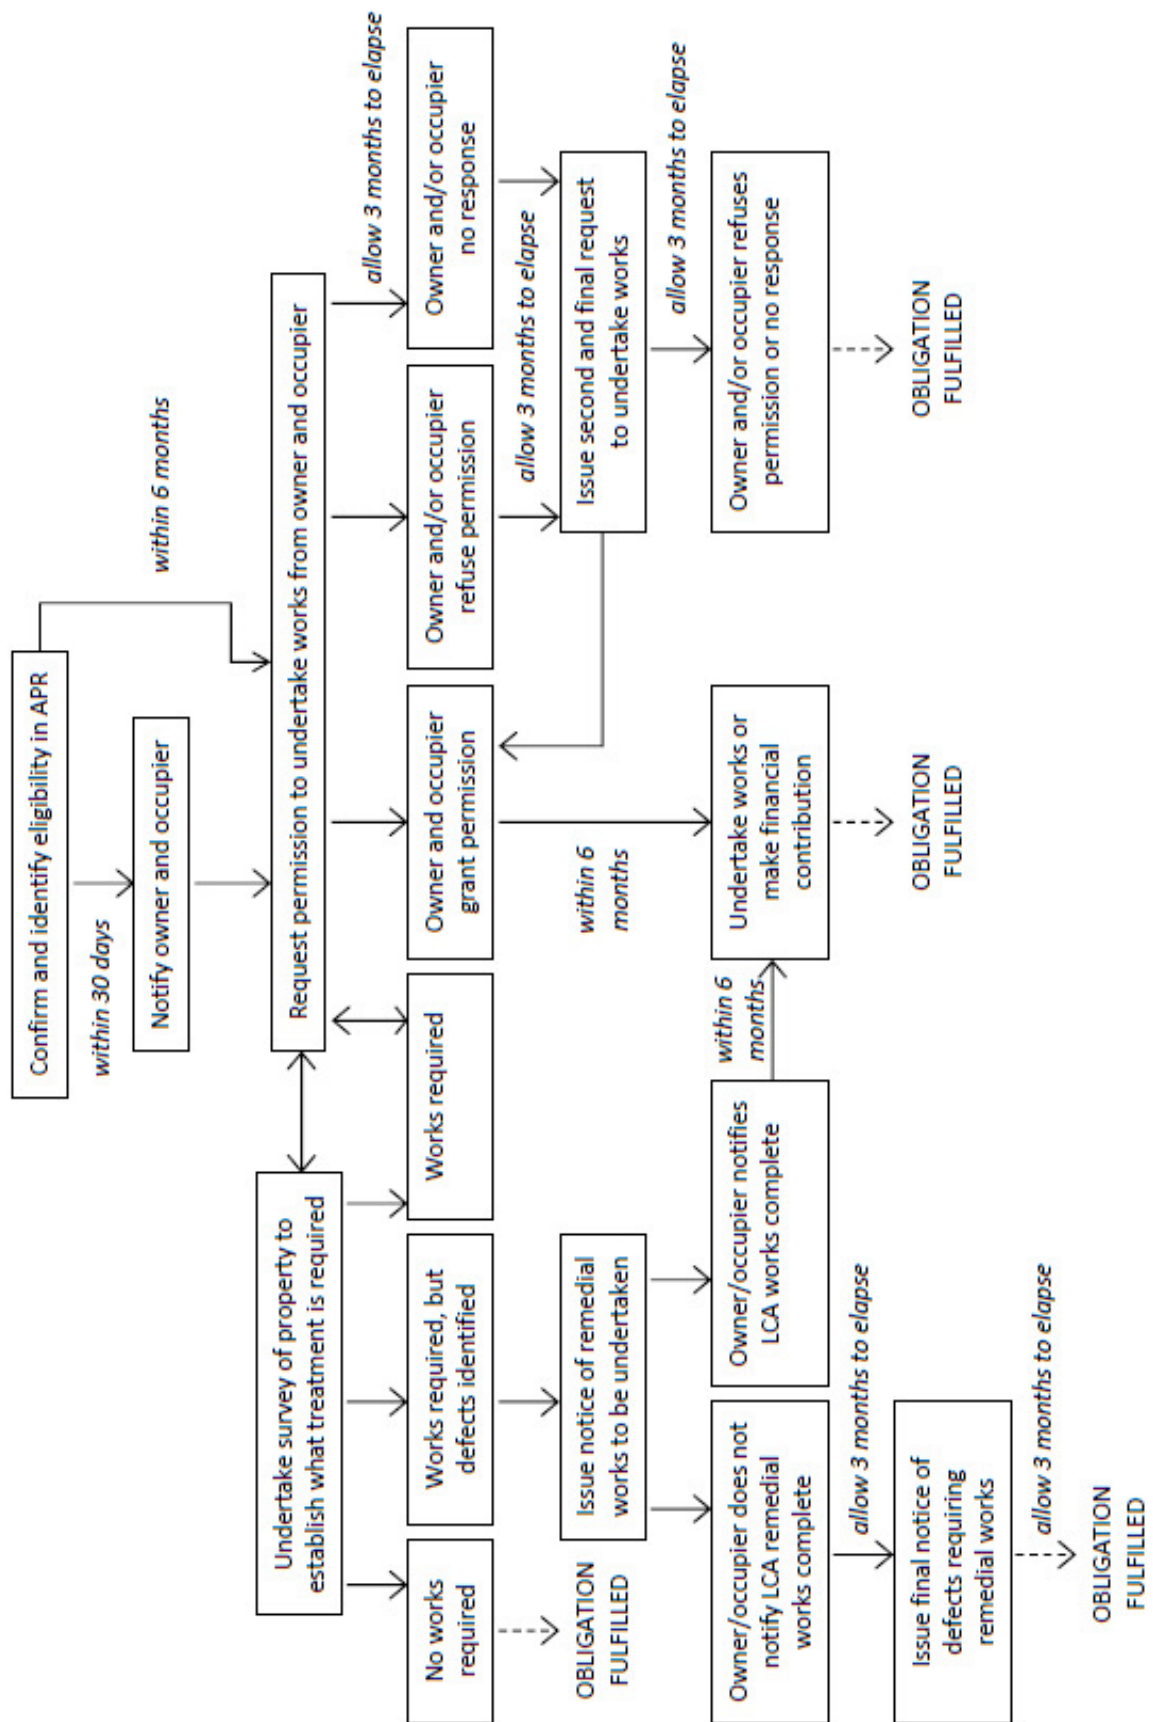 Confirm and identify eligibility in APR
within 30 days
within 6 months
Notify owner and occupier
Undertake survey of property to
establish what treatment is required
Request permission to undertake works from owner and occupier
allow 3 months to elapse
No works
required
Works required, but
defects identified
Works required
Owner and occupier
grant permission
Owner and/or occupier
refuse permission
Owner and/or occupier
no response
allow 3 months to elapse
OBLIGATION
FULFILLED
Issue notice of remedial
works to be undertaken
within 6
months
Issue second and final request
to undertake works
allow 3 months to elapse
Owner/occupier does not
notify LCA remedial
works complete
Owner/occupier notifies
LCA works complete
within 6
months
Undertake works or
make financial
contribution
Owner and/or occupier refuses
permission or no response
allow 3 months to elapse
OBLIGATION
FULFILLED
OBLIGATION
FULFILLED
Issue final notice of
defects requiring
remedial works
allow 3 months to elapse
OBLIGATION
FULFILLED